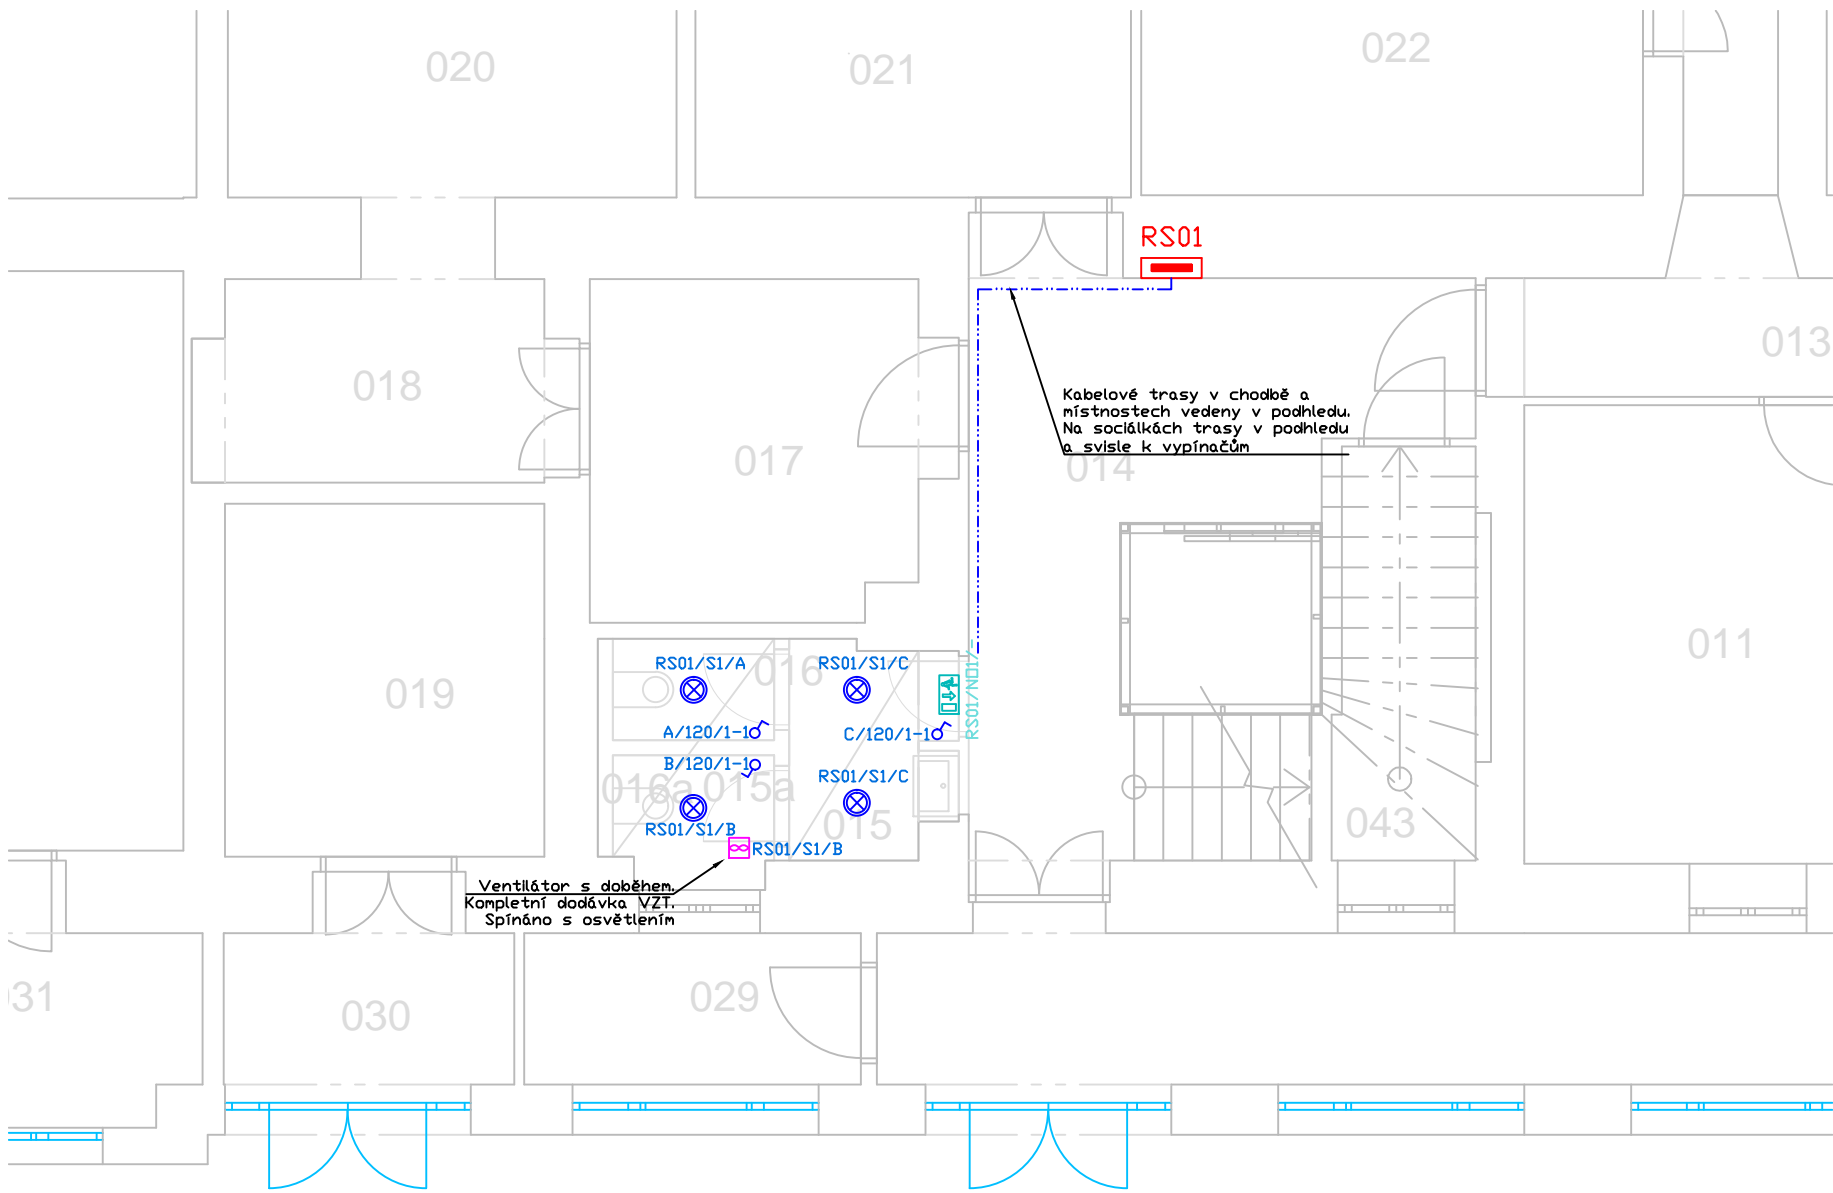 020
021
022
RS01
013
018
Kabelové trasy v chodbě a
místnostech vedeny v podhledu.
Na sociálkách trasy v podhledu
a svisle k vypínačům
017
014
011
RS01/S1/A
016
RS01/S1/C
RS01/NO1/-
019
A/120/1-1
C/120/1-1
B/120/1-1
RS01/S1/C
016a
015a
015
043
RS01/S1/B
RS01/S1/B
Ventilátor s doběhem.
Kompletní dodávka VZT.
Spínáno s osvětlením
031
030
029